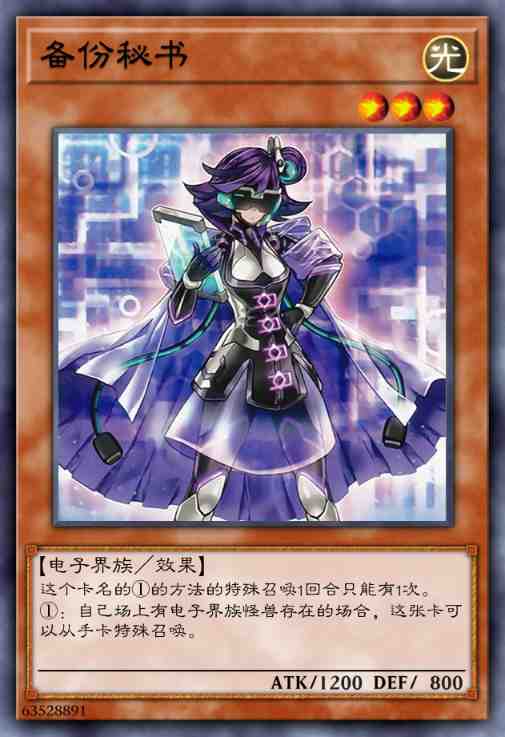 备份秘书
光
【电子界族／效果】
这个卡名的①的方法的特殊召唤1回合只能有1次。
①：自己场上有电子界族怪兽存在的场合，这张卡可
以从手卡特殊召唤。
ATK/1200 DEF/ 800
63528891